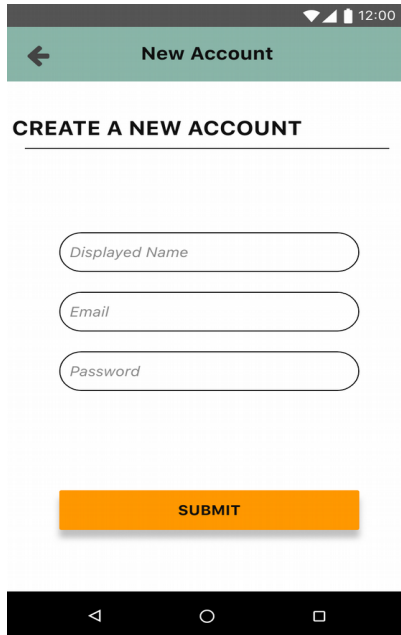 12:00
New Account
CREATE A NEW ACCOUNT
Displayed Name
Email
Password
SUBMIT